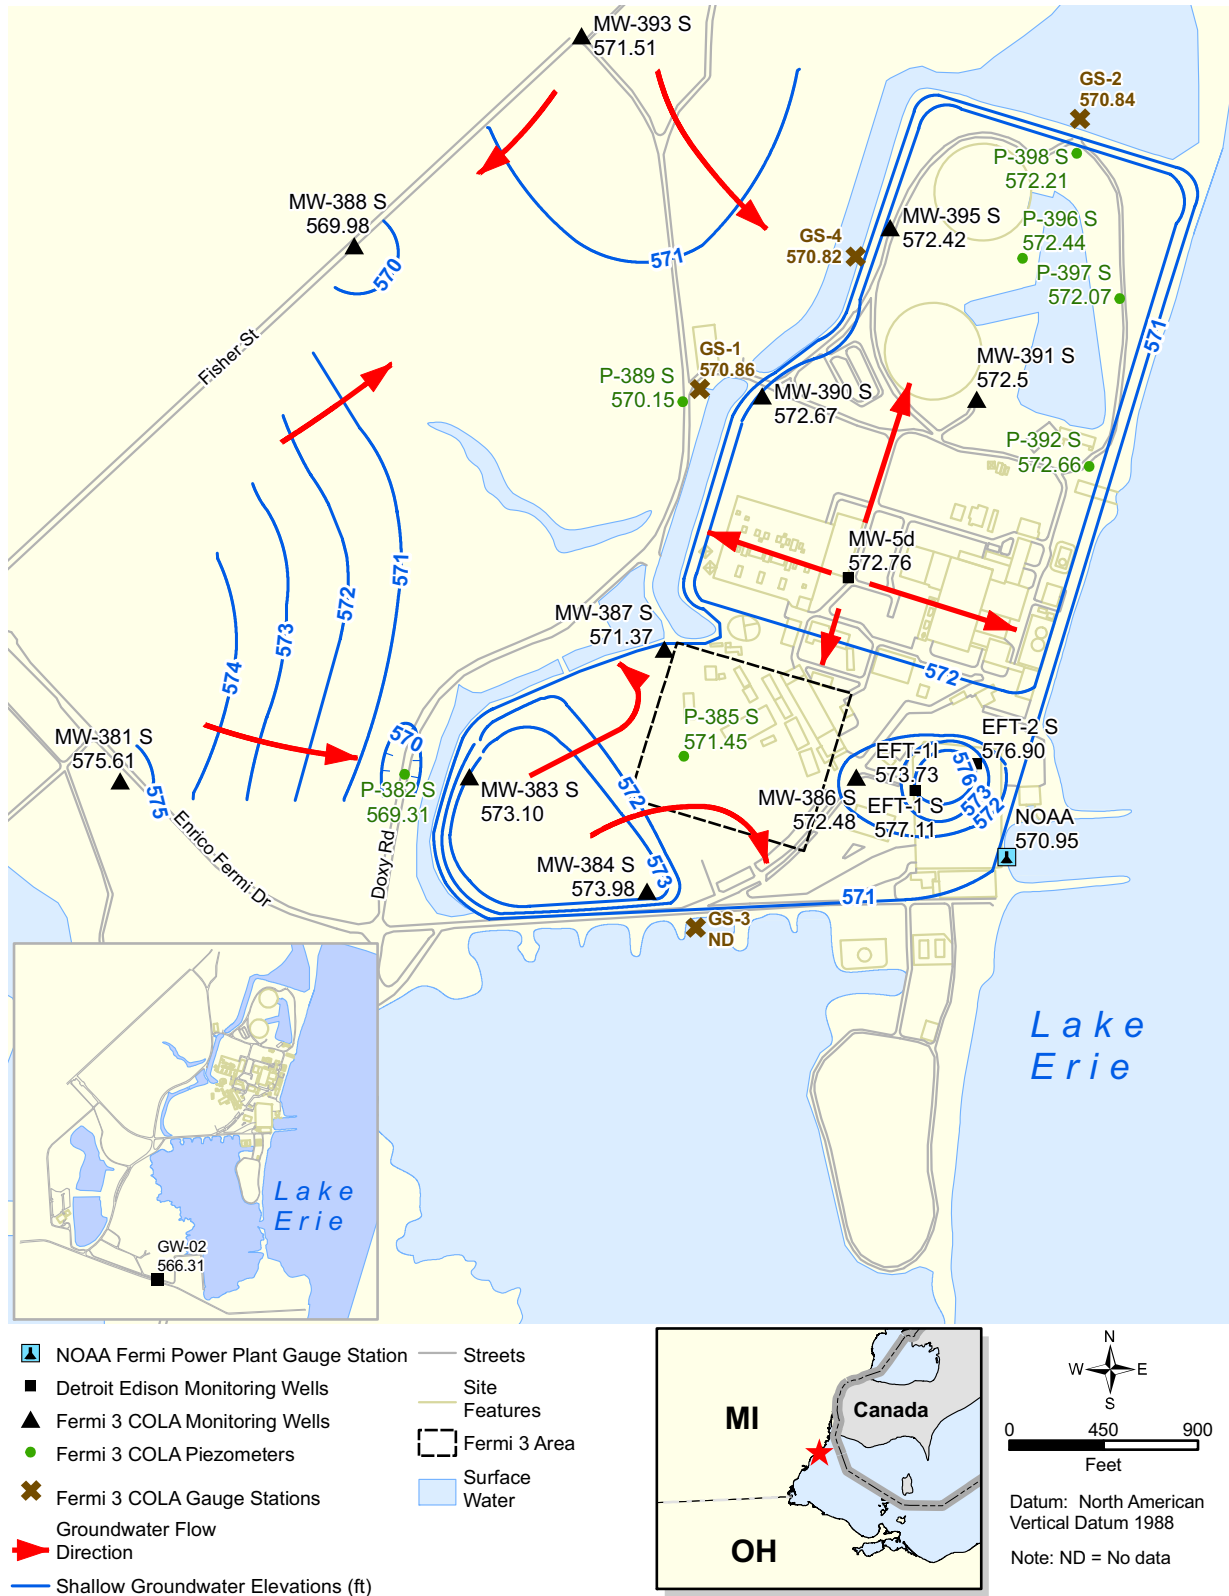 MW-393 S
571.51
GS-2
570.84
P-398 S
572.21
MW-388 S
569.98
MW-395 S
572.42
P-396 S
572.44
GS-4
570.82
571
570
P-397 S
572.07
571
Fisher St
GS-1
570.86
P-389 S
570.15
MW-391 S
572.5
MW-390 S
572.67
P-392 S
572.66
MW-5d
572.76
571
572
573
574
MW-387 S
571.37
572
P-385 S
571.45
EFT-2 S
576.90
MW-381 S
575.61
570
EFT-1I
573.73
576
573
572
575
P-382 S
569.31
MW-383 S
573.10
572
MW-386 S
572.48
EFT-1 S
577.11
NOAA
570.95
Enrico Fermi Dr
Doxy Rd
MW-384 S
573.98
573
571
GS-3
ND
Lake
Erie
Lake
Erie
GW-02
566.31
NOAA Fermi Power Plant Gauge Station
Detroit Edison Monitoring Wells
Fermi 3 COLA Monitoring Wells
Fermi 3 COLA Piezometers
Fermi 3 COLA Gauge Stations
Groundwater Flow
Direction
Shallow Groundwater Elevations (ft)
Streets
Site
Features
Fermi 3 Area
Surface
Water
MI
Canada
OH
N
W
E
S
0
450
900
Feet
Datum: North American
Vertical Datum 1988
Note: ND = No data